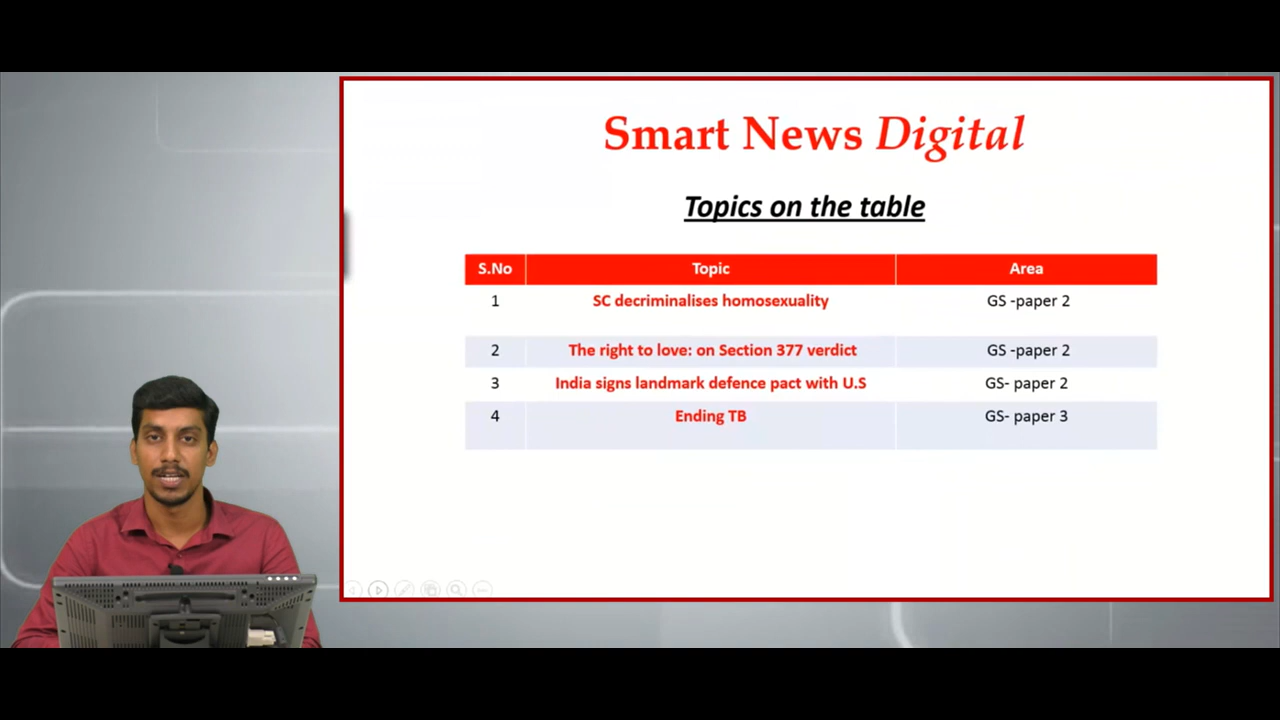 Smart News Digital
Topics on the table
S.No Topic Area
1 SC decriminalises homosexuality GS -paper 2
2 The right to love: on Section 377 verdict GS -paper 2
3 India signs landmark defence pact with U.S GS- paper 2
4 Ending TB GS- paper 3